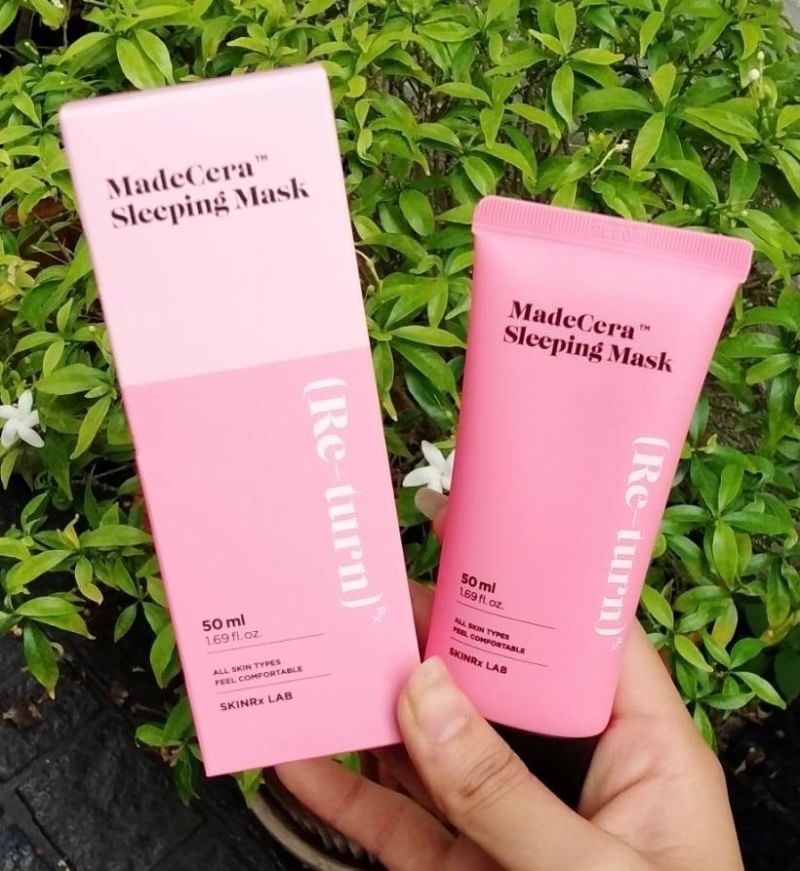 MadeCera™
Sleeping Mask
(Re-turn)Rx
50 ml
1.69 fl. oz.
ALL SKIN TYPES
FEEL COMFORTABLE
SKINRx LAB
MadeCera™
Sleeping Mask
(Re-turn)Rx
50 ml
1.69 fl. oz.
ALL SKIN TYPES
FEEL COMFORTABLE
SKINRx LAB